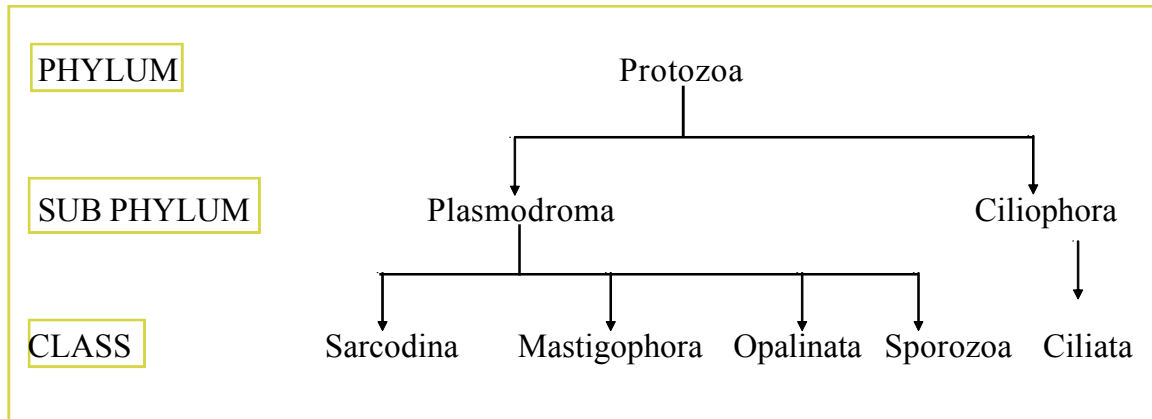 PHYLUM Protozoa
SUB PHYLUM Plasmodroma Ciliophora
CLASS Sarcodina Mastigophora Opalinata Sporozoa Ciliata